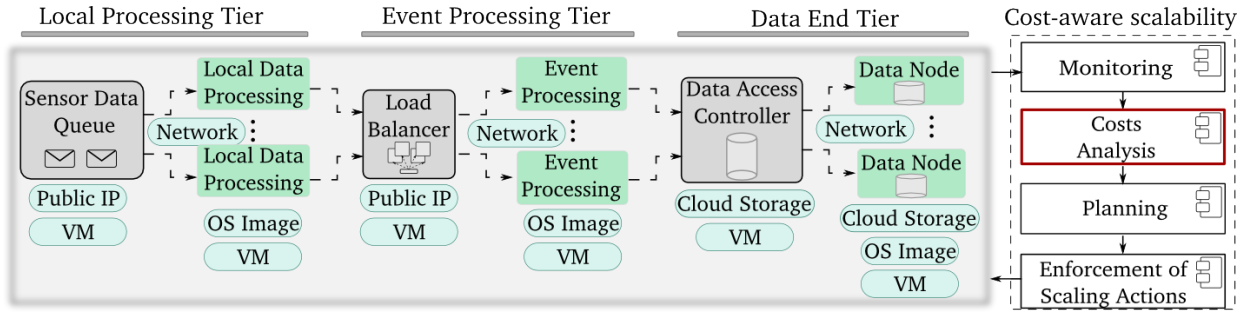 Local Processing Tier
Event Processing Tier
Data End Tier
Cost-aware scalability
Sensor Data
Queue
Public IP
VM
Local Data
Processing
Network
Local Data
Processing
OS Image
VM
Load
Balancer
Public IP
VM
Event
Processing
Network
Event
Processing
OS Image
VM
Data Access
Controller
Cloud Storage
VM
Data Node
Network
Data Node
Cloud Storage
OS Image
VM
Monitoring
Costs
Analysis
Planning
Enforcement of
Scaling Actions